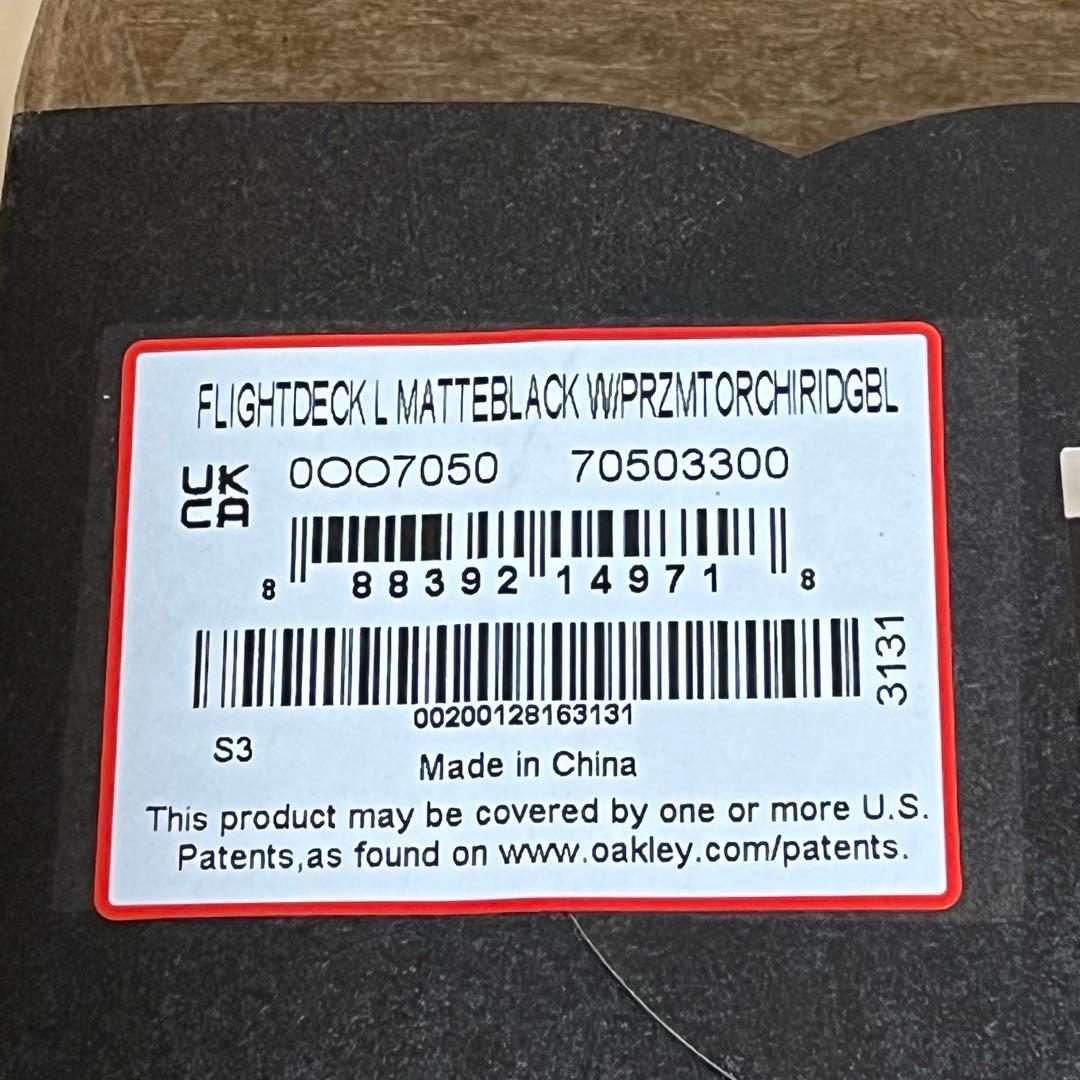 FLIGHTDECK L MATTEBLACK W/PRZMTORCHIRIDGBL
UK
CA
0OO7050 70503300
8 88392 14971 8
3131
00200128163131
S3
Made in China
This product may be covered by one or more U.S.
Patents,as found on www.oakley.com/patents.